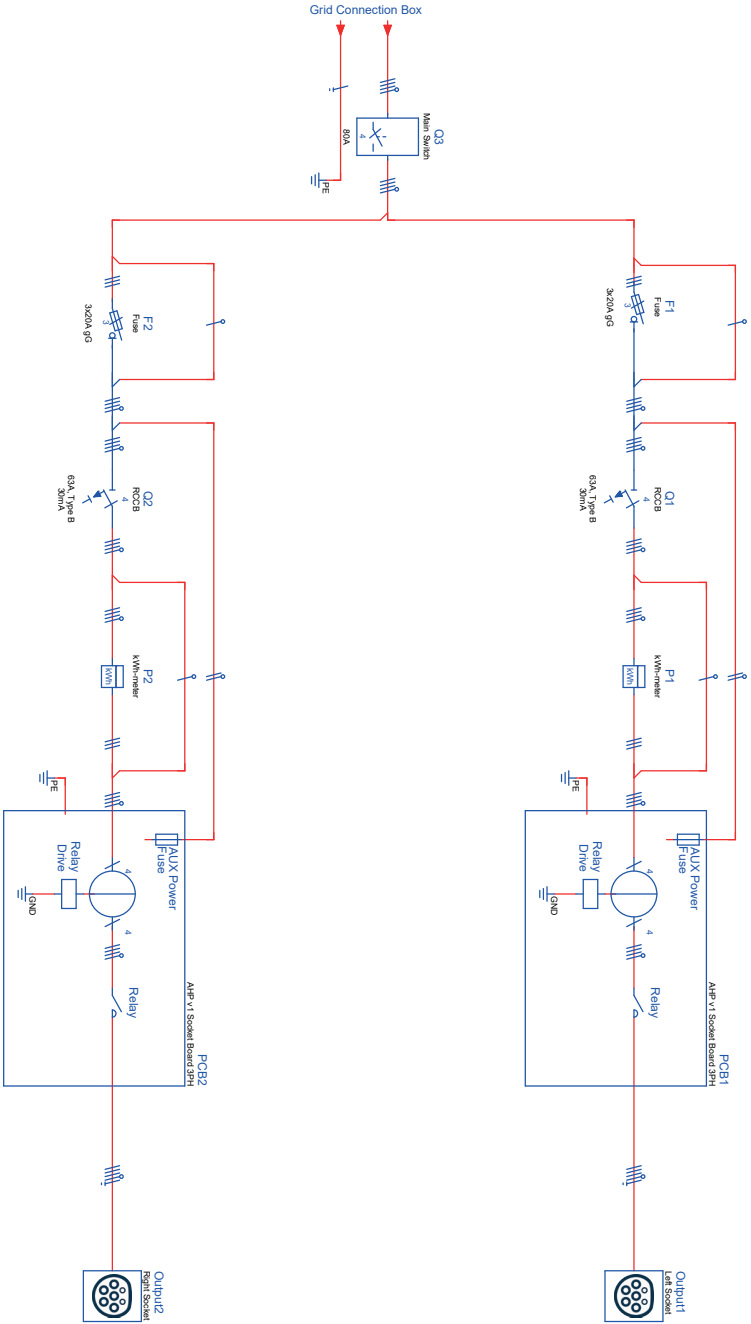 Grid Connection Box
Q3
Main Switch
4
80A
PE
F1
Fuse
3
3x20A gG
Q1
RCCB
4
63A, Type B
30mA
P1
kWh-meter
kWh
PE
PCB1
AHP v1 Socket Board 3PH
AUX Power
Fuse
Relay
Drive
GND
4
4
Relay
Output1
Left Socket
F2
Fuse
3
3x20A gG
Q2
RCCB
4
63A, Type B
30mA
P2
kWh-meter
kWh
PE
PCB2
AHP v1 Socket Board 3PH
AUX Power
Fuse
Relay
Drive
GND
4
4
Relay
Output2
Right Socket